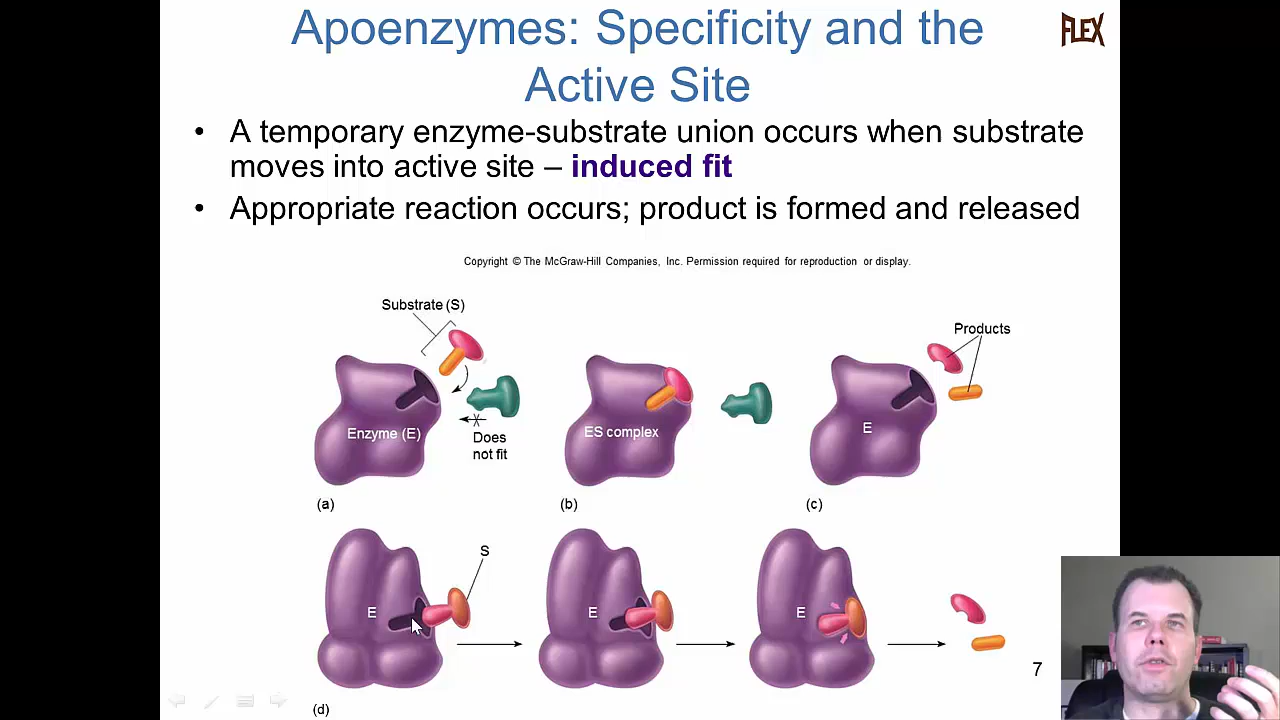 Apoenzymes: Specificity and the
Active Site
FLEX
• A temporary enzyme-substrate union occurs when substrate
moves into active site – induced fit
• Appropriate reaction occurs; product is formed and released
Copyright © The McGraw-Hill Companies, Inc. Permission required for reproduction or display.
Substrate (S)
Products
Enzyme (E)
Does
not fit
ES complex
E
(a)
(b)
(c)
S
E
E
E
7
(d)